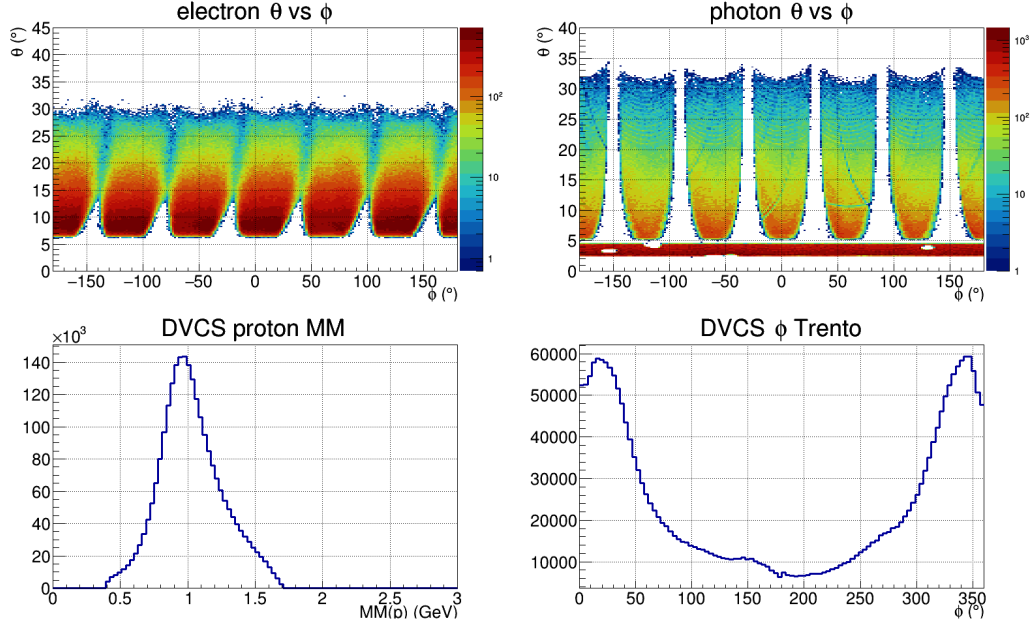 electron θ vs φ
θ (°)
45
40
35
30
25
20
15
10
5
0
−150 −100 −50 0 50 100 150
φ (°)
10²
10
1
photon θ vs φ
θ (°)
40
35
30
25
20
15
10
5
0
−150 −100 −50 0 50 100 150
φ (°)
10³
10²
10
1
DVCS proton MM
×10³
140
120
100
80
60
40
20
0
0 0.5 1 1.5 2 2.5 3
MM(p) (GeV)
DVCS φ Trento
60000
50000
40000
30000
20000
10000
0 50 100 150 200 250 300 350
φ (°)